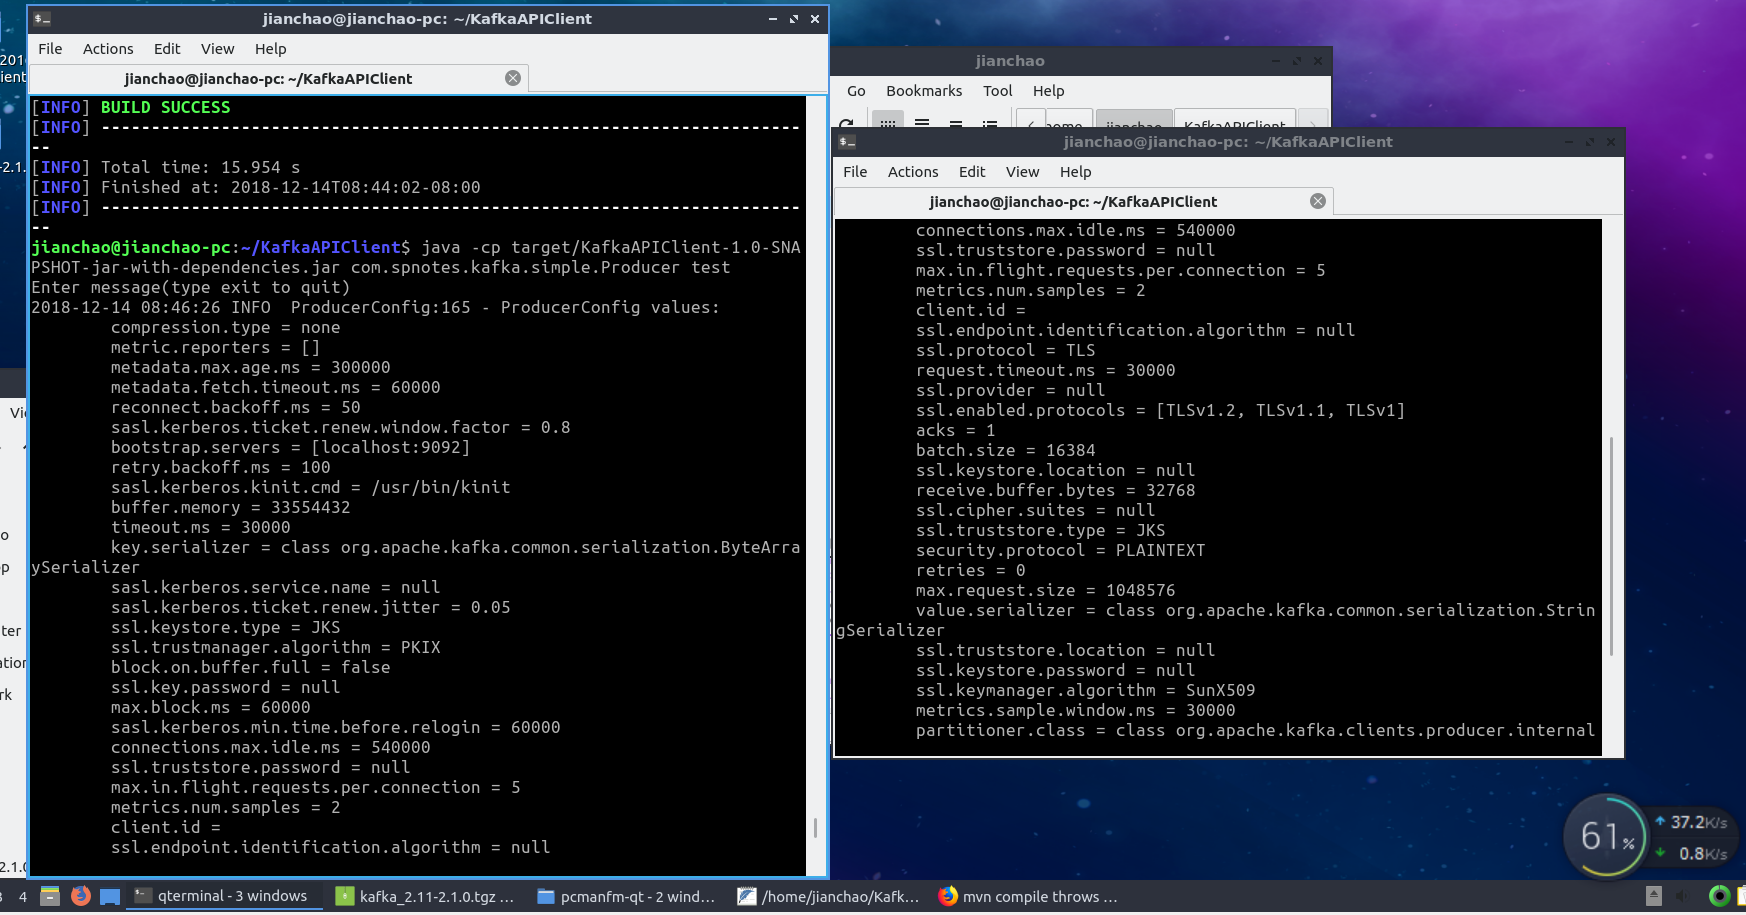 jianchao@jianchao-pc: ~/KafkaAPIClient
File Actions Edit View Help
jianchao@jianchao-pc: ~/KafkaAPIClient
[INFO] BUILD SUCCESS
[INFO] ----------------------------------------------------------------------
--
[INFO] Total time: 15.954 s
[INFO] Finished at: 2018-12-14T08:44:02-08:00
[INFO] ----------------------------------------------------------------------
--
jianchao@jianchao-pc:~/KafkaAPIClient$ java -cp target/KafkaAPIClient-1.0-SNA
PSHOT-jar-with-dependencies.jar com.spnotes.kafka.simple.Producer test
Enter message(type exit to quit)
2018-12-14 08:46:26 INFO  ProducerConfig:165 - ProducerConfig values:
compression.type = none
metric.reporters = []
metadata.max.age.ms = 300000
metadata.fetch.timeout.ms = 60000
reconnect.backoff.ms = 50
sasl.kerberos.ticket.renew.window.factor = 0.8
bootstrap.servers = [localhost:9092]
retry.backoff.ms = 100
sasl.kerberos.kinit.cmd = /usr/bin/kinit
buffer.memory = 33554432
timeout.ms = 30000
key.serializer = class org.apache.kafka.common.serialization.ByteArra
ySerializer
sasl.kerberos.service.name = null
sasl.kerberos.ticket.renew.jitter = 0.05
ssl.keystore.type = JKS
ssl.trustmanager.algorithm = PKIX
block.on.buffer.full = false
ssl.key.password = null
max.block.ms = 60000
sasl.kerberos.min.time.before.relogin = 60000
connections.max.idle.ms = 540000
ssl.truststore.password = null
max.in.flight.requests.per.connection = 5
metrics.num.samples = 2
client.id =
ssl.endpoint.identification.algorithm = null
jianchao
Go Bookmarks Tool Help
home jianchao KafkaAPIClient
jianchao@jianchao-pc: ~/KafkaAPIClient
File Actions Edit View Help
jianchao@jianchao-pc: ~/KafkaAPIClient
connections.max.idle.ms = 540000
ssl.truststore.password = null
max.in.flight.requests.per.connection = 5
metrics.num.samples = 2
client.id =
ssl.endpoint.identification.algorithm = null
ssl.protocol = TLS
request.timeout.ms = 30000
ssl.provider = null
ssl.enabled.protocols = [TLSv1.2, TLSv1.1, TLSv1]
acks = 1
batch.size = 16384
ssl.keystore.location = null
receive.buffer.bytes = 32768
ssl.cipher.suites = null
ssl.truststore.type = JKS
security.protocol = PLAINTEXT
retries = 0
max.request.size = 1048576
value.serializer = class org.apache.kafka.common.serialization.Strin
gSerializer
ssl.truststore.location = null
ssl.keystore.password = null
ssl.keymanager.algorithm = SunX509
metrics.sample.window.ms = 30000
partitioner.class = class org.apache.kafka.clients.producer.internal
61%
37.2K/s
0.8K/s
4
qterminal - 3 windows
kafka_2.11-2.1.0.tgz ...
pcmanfm-qt - 2 wind...
/home/jianchao/Kafk...
mvn compile throws ...